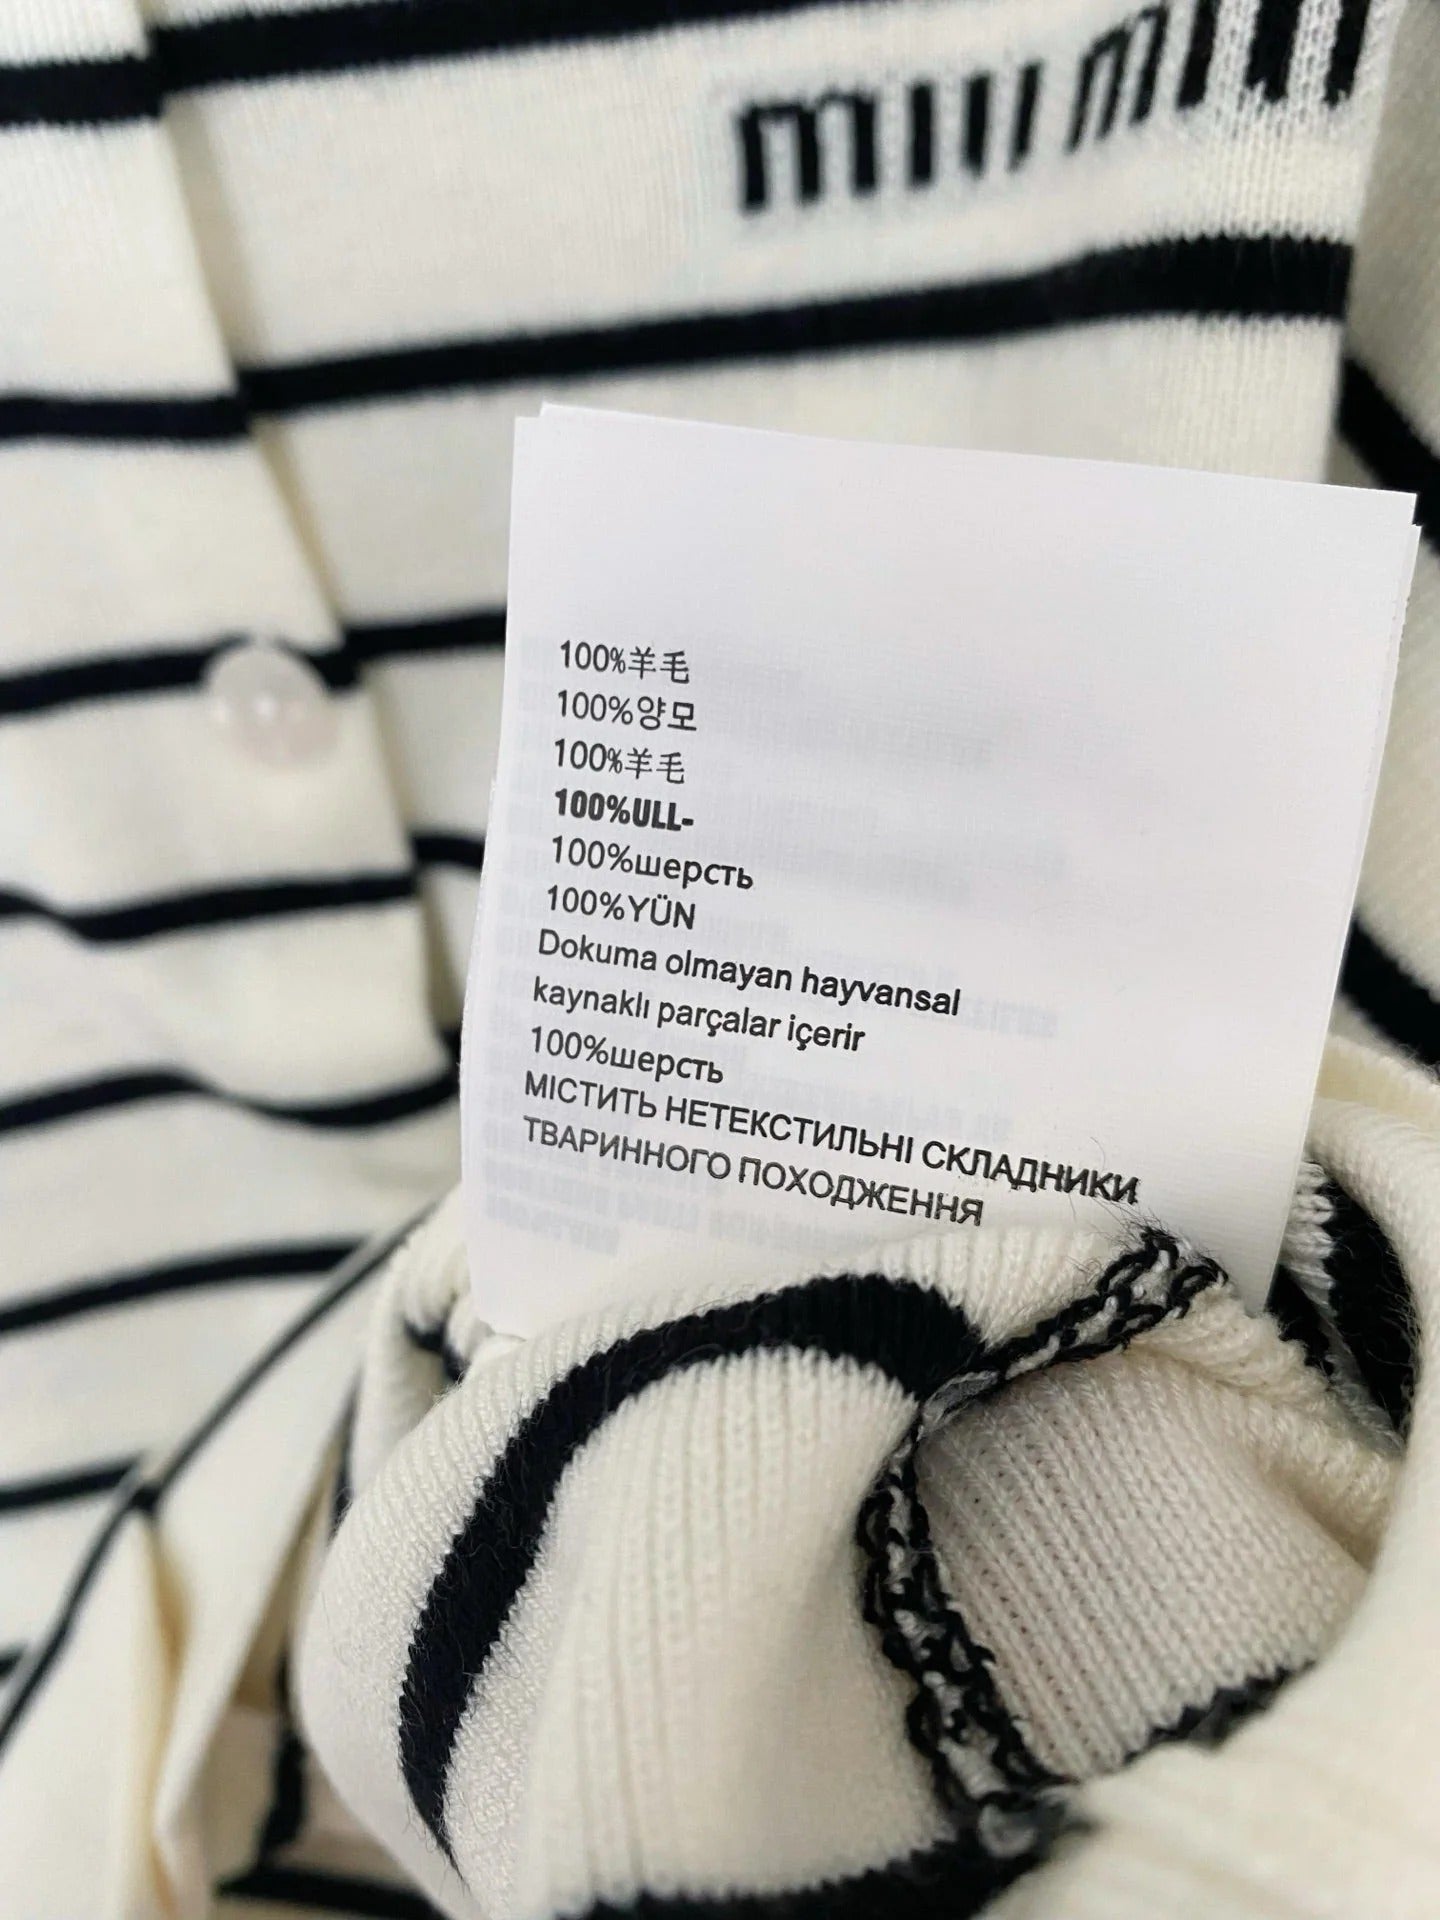 miu miu
100%羊毛
100%양모
100%羊毛
100%ULL-
100%шерсть
100%YÜN
Dokuma olmayan hayvansal
kaynaklı parçalar içerir
100%шерсть
МІСТИТЬ НЕТЕКСТИЛЬНІ СКЛАДНИКИ
ТВАРИННОГО ПОХОДЖЕННЯ